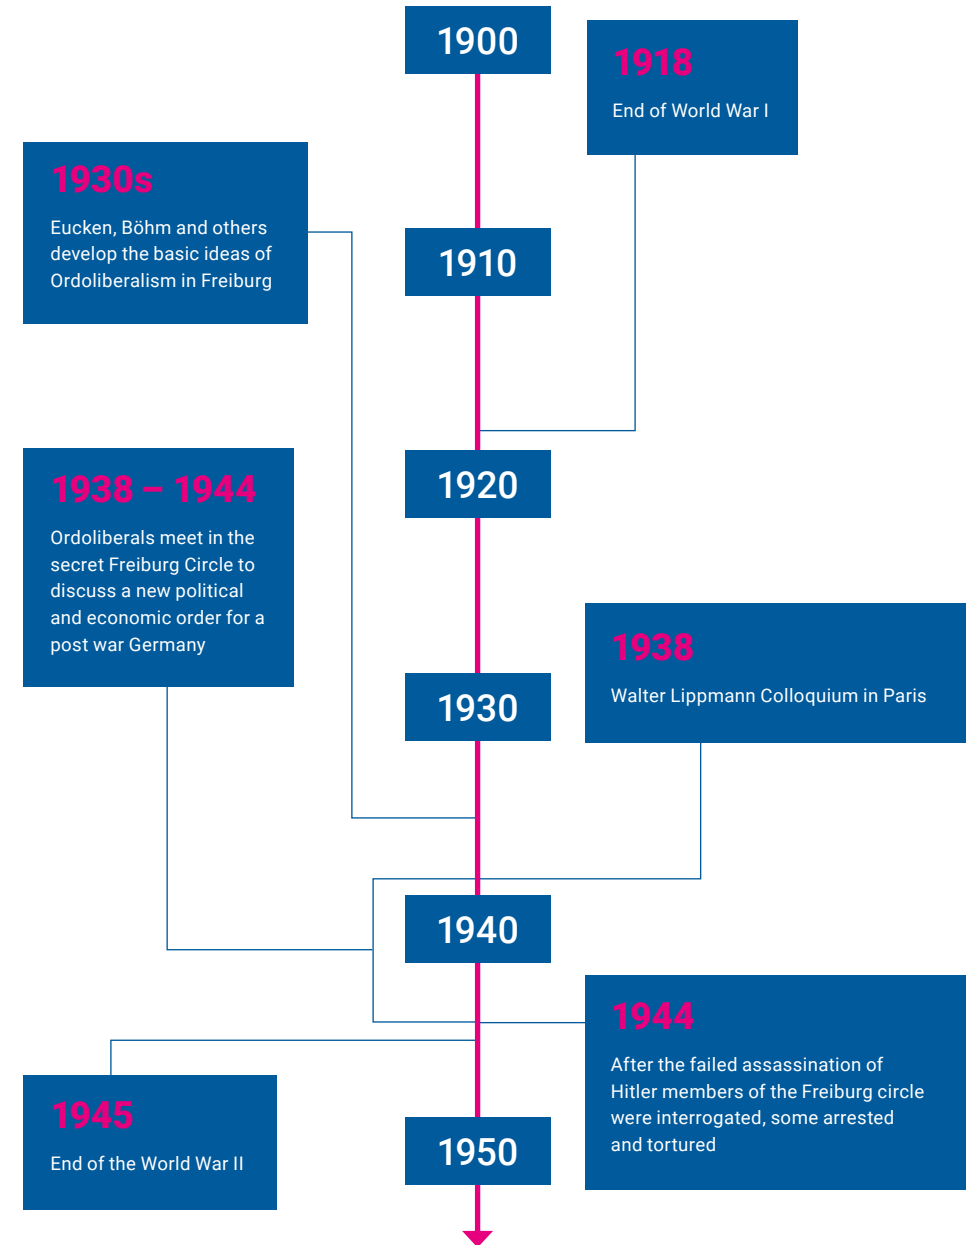 1900
1918
End of World War I
1930s
Eucken, Böhm and others
develop the basic ideas of
Ordoliberalism in Freiburg
1910
1938 – 1944
Ordoliberals meet in the
secret Freiburg Circle to
discuss a new political
and economic order for a
post war Germany
1920
1938
Walter Lippmann Colloquium in Paris
1930
1940
1944
After the failed assassination of
Hitler members of the Freiburg circle
were interrogated, some arrested
and tortured
1945
End of the World War II
1950